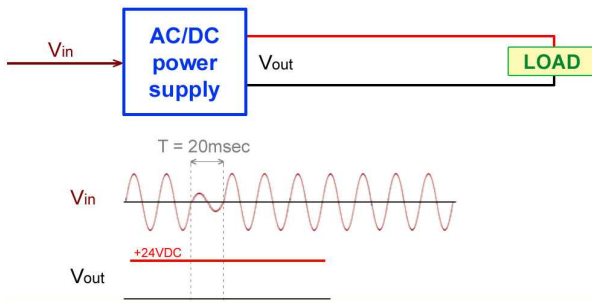 AC/DC
power
supply
Vin
Vout
LOAD
T = 20msec
Vin
+24VDC
Vout